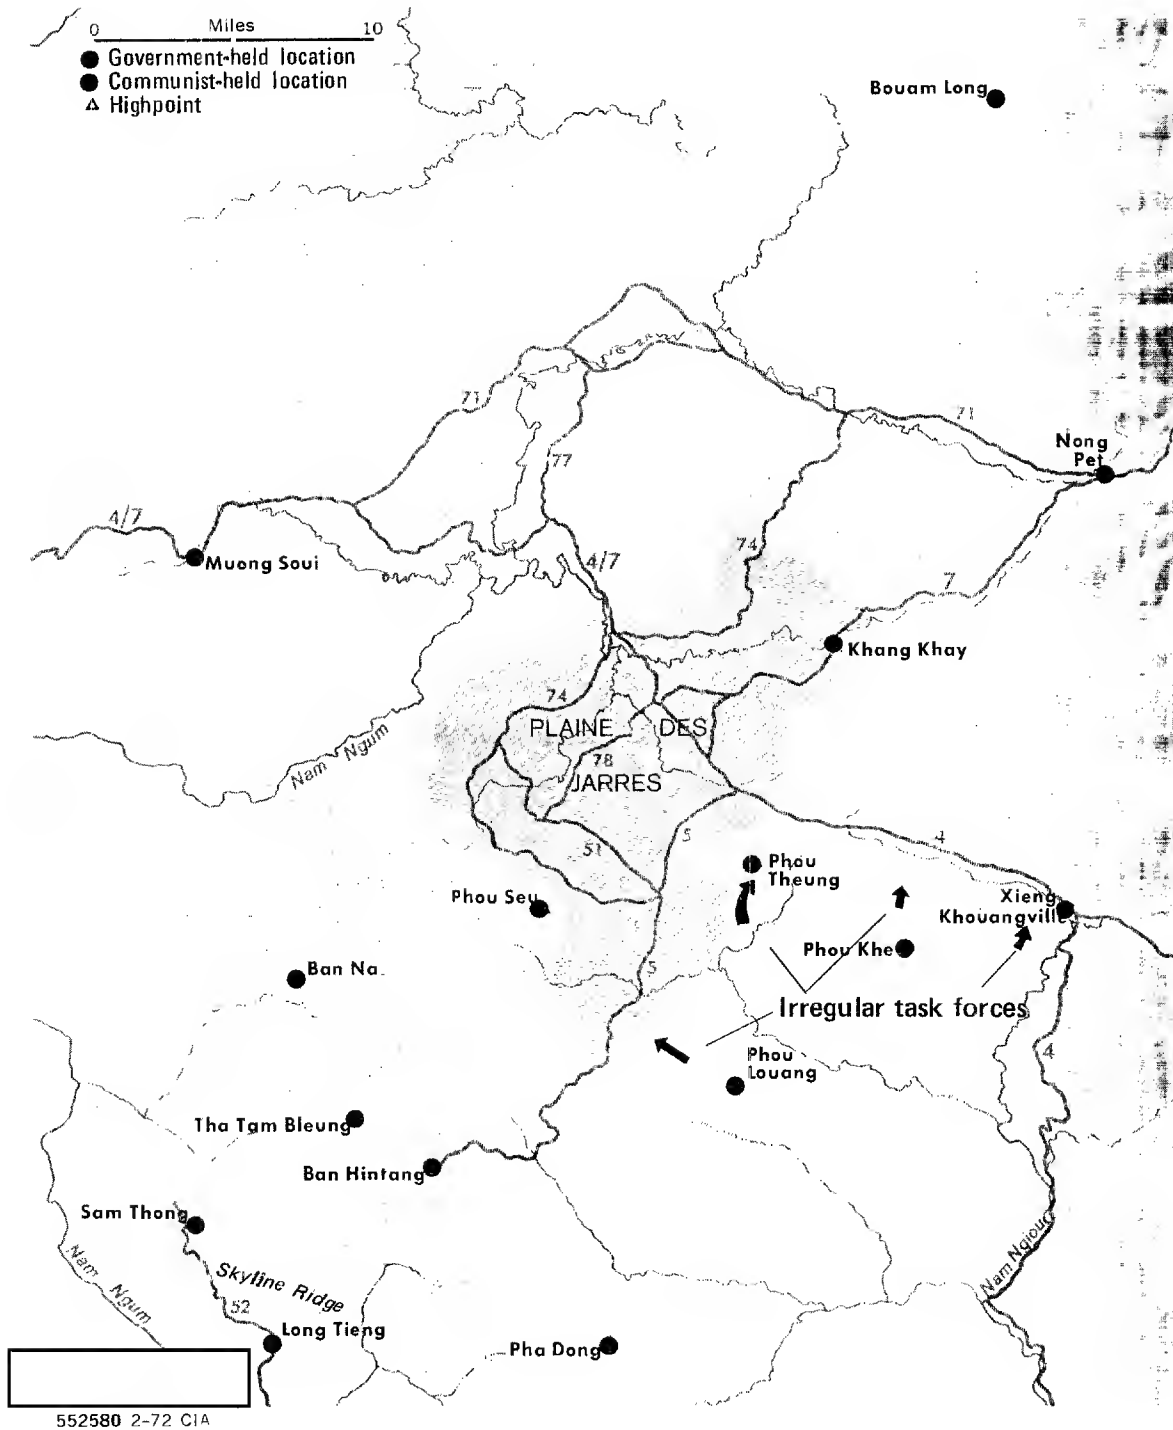 0 Miles 10
Government-held location
Communist-held location
Highpoint
Bouam Long
71
71
Nong
Pet
77
4/7
Muong Soui
4/7
74
7
Khang Khay
74
PLAINE DES
78
JARRES
Nam Ngum
5
51
4
Phou
Theung
Phou Seu
Xieng
Khouangville
Phou Khe
Ban Na
5
Irregular task forces
4
Phou
Louang
Tha Tam Bleung
Ban Hintang
Sam Thong
Nam Ngiou
Nam Ngum
Skyline Ridge
52
Long Tieng
Pha Dong
552580 2-72 CIA